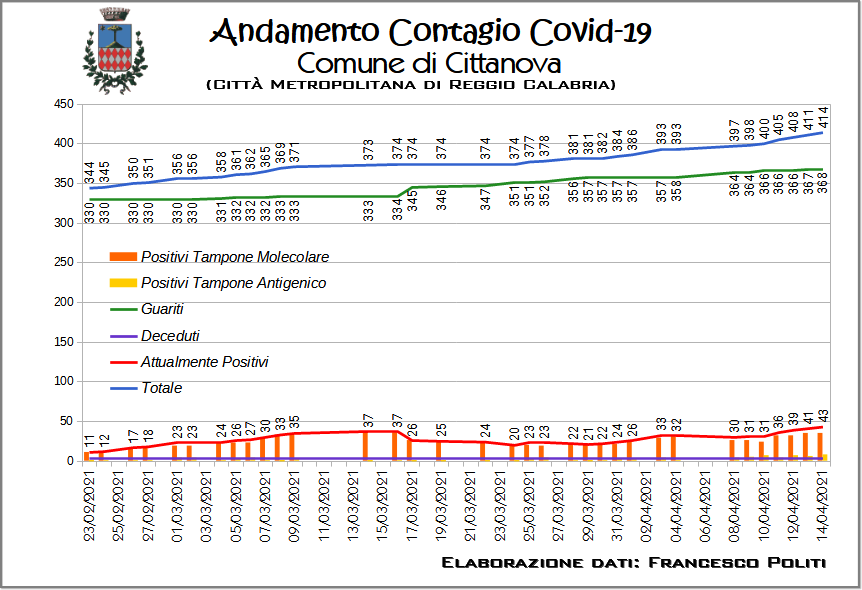 Andamento Contagio Covid-19
Comune di Cittanova
(Città Metropolitana di Reggio Calabria)
450
400
350
300
250
200
150
100
50
0
344 345 350 351 356 356 358 361 362 365 369 371 373 374 374 374 374 374 377 378 381 381 382 384 386 393 393 397 398 400 405 408 411 414
330 330 330 330 330 330 331 332 332 332 333 333 333 334 345 346 347 351 351 352 356 357 357 357 357 357 358 364 364 366 366 366 367 368
Positivi Tampone Molecolare
Positivi Tampone Antigenico
Guariti
Deceduti
Attualmente Positivi
Totale
11 12 17 18 23 23 24 26 27 30 33 35 37 37 26 25 24 20 23 23 22 21 22 24 26 33 32 30 31 31 36 39 41 43
23/02/2021 25/02/2021 27/02/2021 01/03/2021 03/03/2021 05/03/2021 07/03/2021 09/03/2021 11/03/2021 13/03/2021 15/03/2021 17/03/2021 19/03/2021 21/03/2021 23/03/2021 25/03/2021 27/03/2021 29/03/2021 31/03/2021 02/04/2021 04/04/2021 06/04/2021 08/04/2021 10/04/2021 12/04/2021 14/04/2021
Elaborazione dati: Francesco Politi